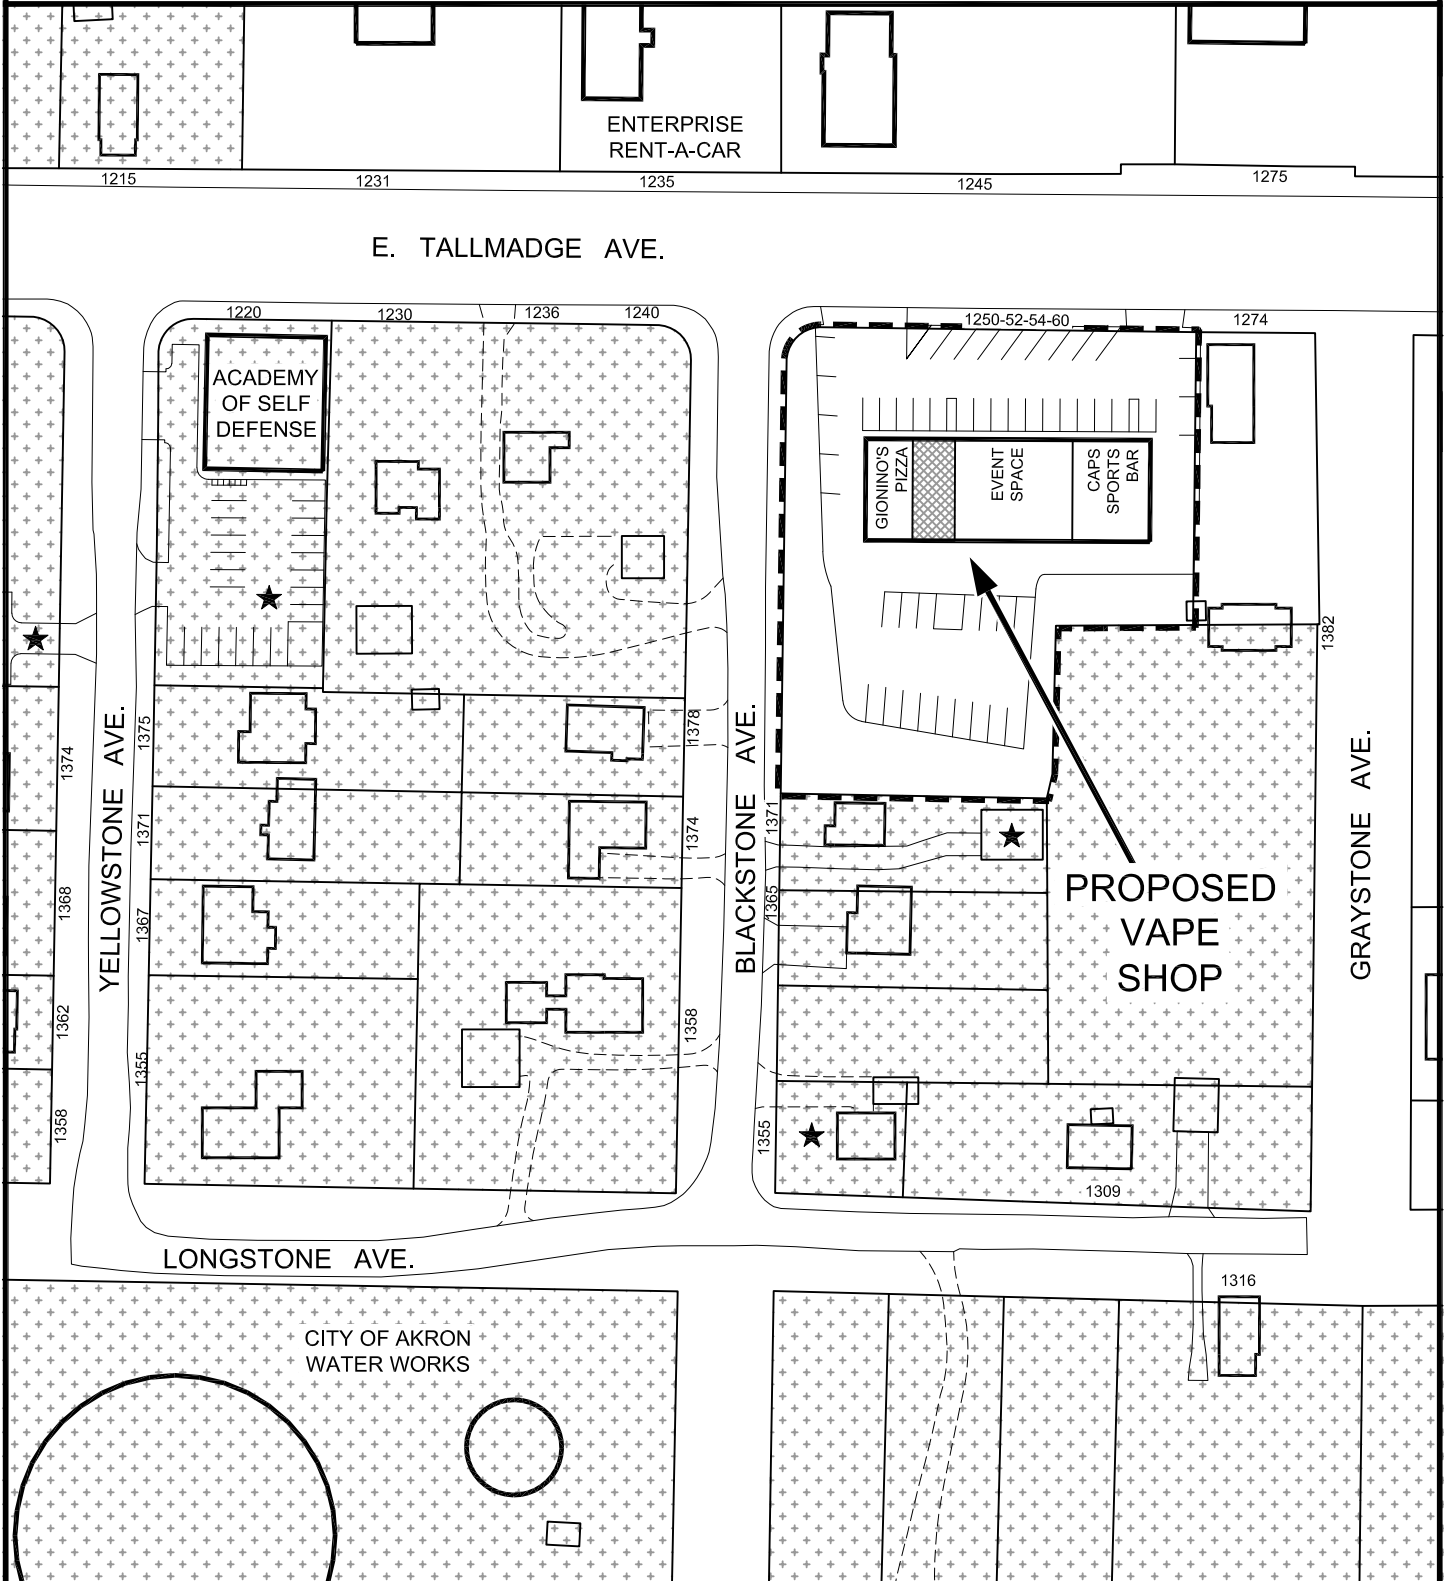 ENTERPRISE
RENT-A-CAR
1215
1231
1235
1245
1275
E. TALLMADGE AVE.
1220
1230
1236
1240
1250-52-54-60
1274
ACADEMY
OF SELF
DEFENSE
GIONINO'S
PIZZA
EVENT
SPACE
CAPS
SPORTS
BAR
1382
1374
1375
1378
1371
1374
1371
1368
1367
1365
1362
1355
1358
1358
1355
YELLOWSTONE AVE.
BLACKSTONE AVE.
GRAYSTONE AVE.
PROPOSED
VAPE
SHOP
1309
LONGSTONE AVE.
1316
CITY OF AKRON
WATER WORKS